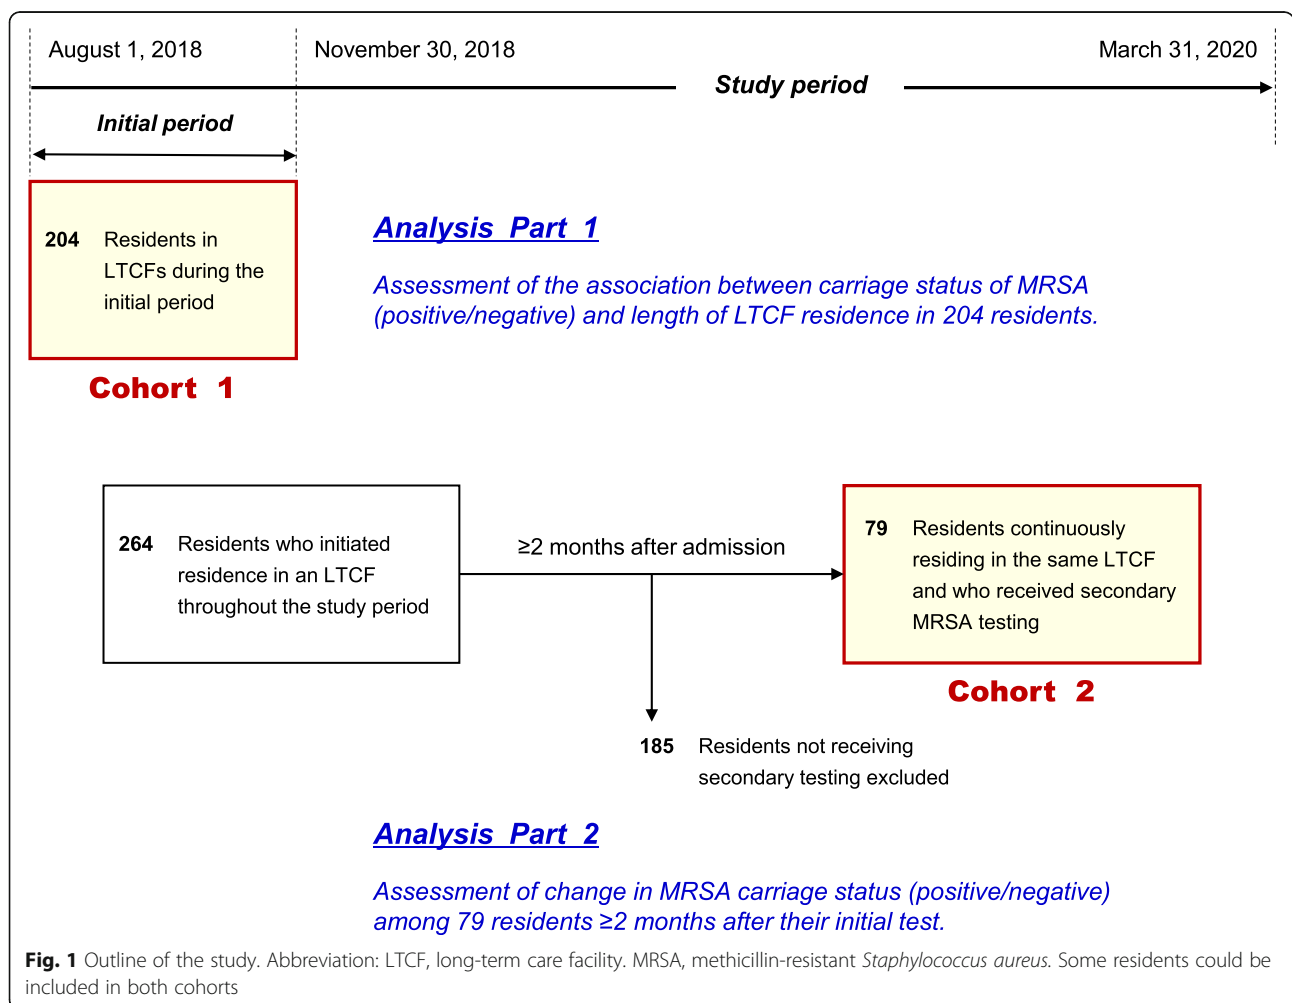 August 1, 2018
November 30, 2018
March 31, 2020
Study period
Initial period
204 Residents in
LTCFs during the
initial period
Cohort 1
Analysis Part 1
Assessment of the association between carriage status of MRSA
(positive/negative) and length of LTCF residence in 204 residents.
264 Residents who initiated
residence in an LTCF
throughout the study period
≥2 months after admission
79 Residents continuously
residing in the same LTCF
and who received secondary
MRSA testing
Cohort 2
185 Residents not receiving
secondary testing excluded
Analysis Part 2
Assessment of change in MRSA carriage status (positive/negative)
among 79 residents ≥2 months after their initial test.
Fig. 1 Outline of the study. Abbreviation: LTCF, long-term care facility. MRSA, methicillin-resistant Staphylococcus aureus. Some residents could be
included in both cohorts